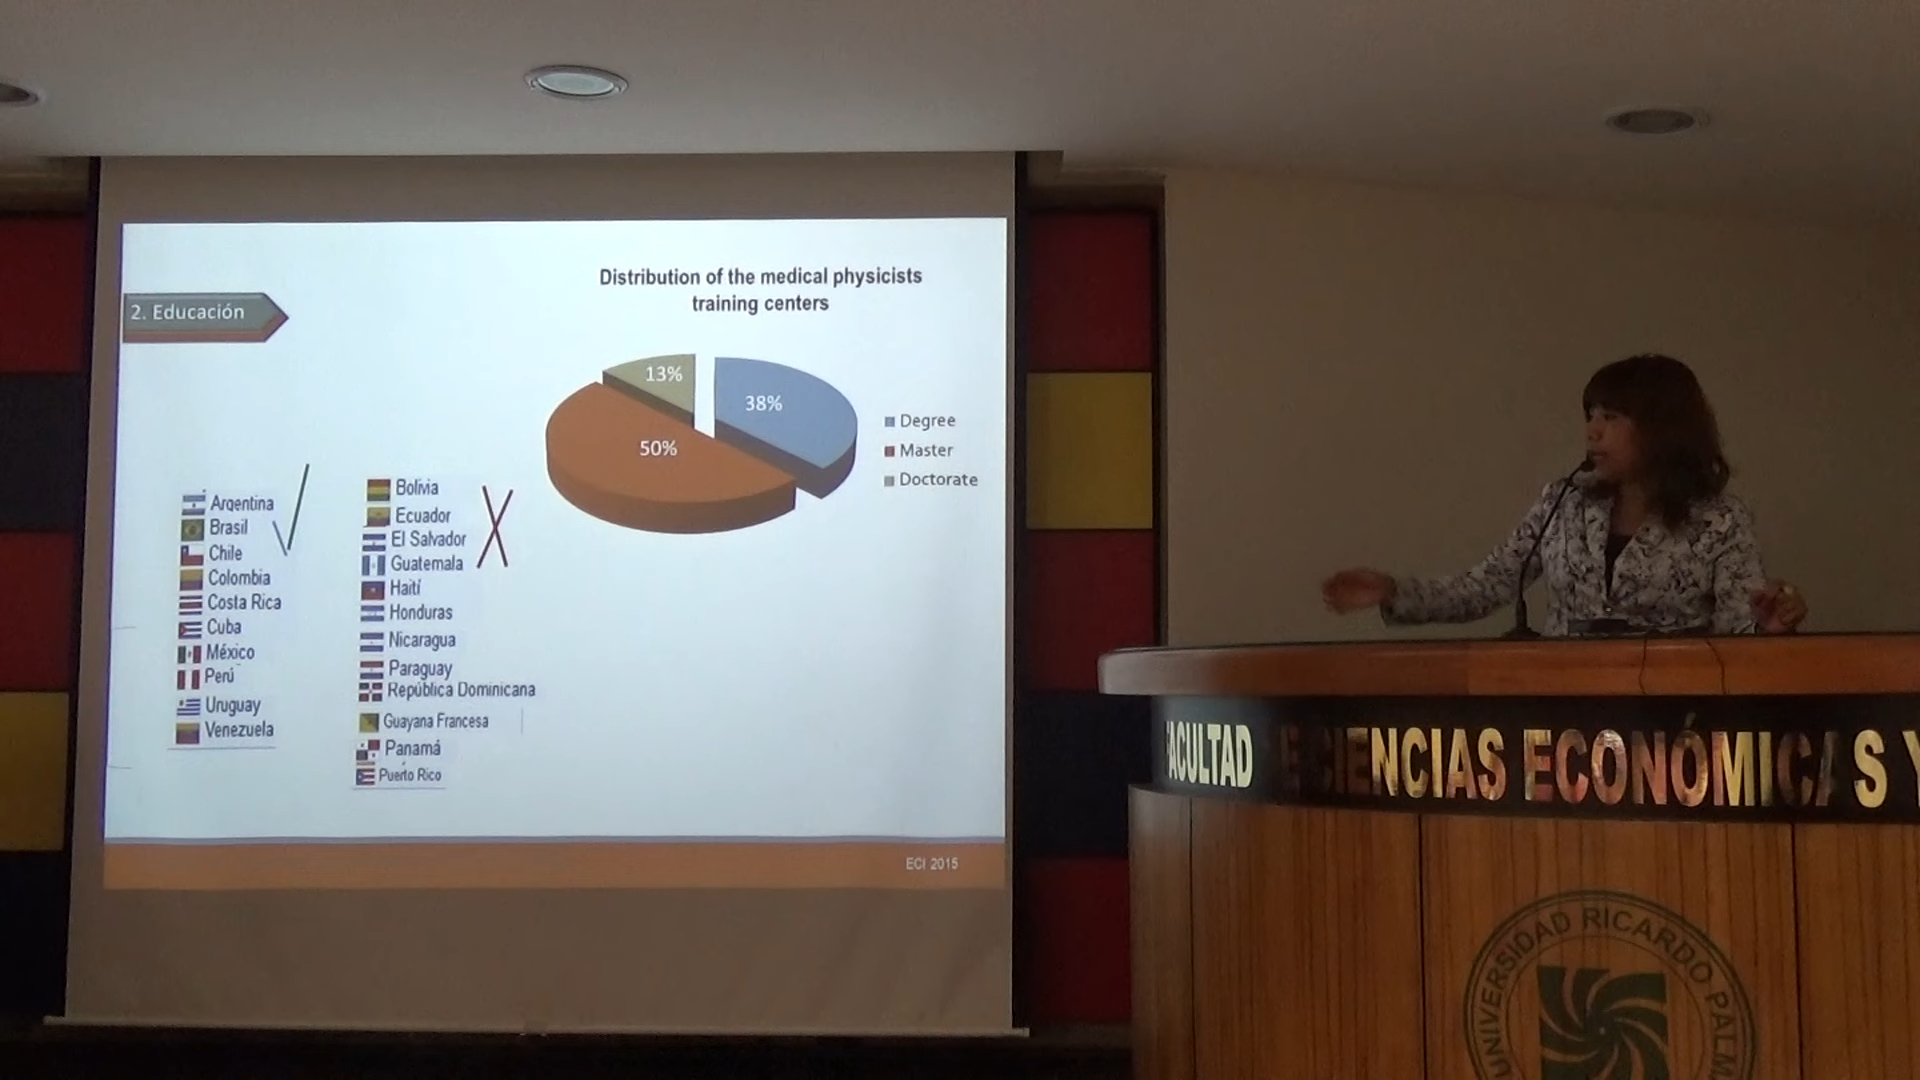 Distribution of the medical physicists
training centers
2. Educación
13%
38%
50%
Degree
Master
Doctorate
Argentina
Brasil
Chile
Colombia
Costa Rica
Cuba
México
Perú
Uruguay
Venezuela
Bolivia
Ecuador
El Salvador
Guatemala
Haití
Honduras
Nicaragua
Paraguay
República Dominicana
Guayana Francesa
Panamá
Puerto Rico
ECI 2015
FACULTAD DE CIENCIAS ECONÓMICAS Y
UNIVERSIDAD RICARDO PALMA